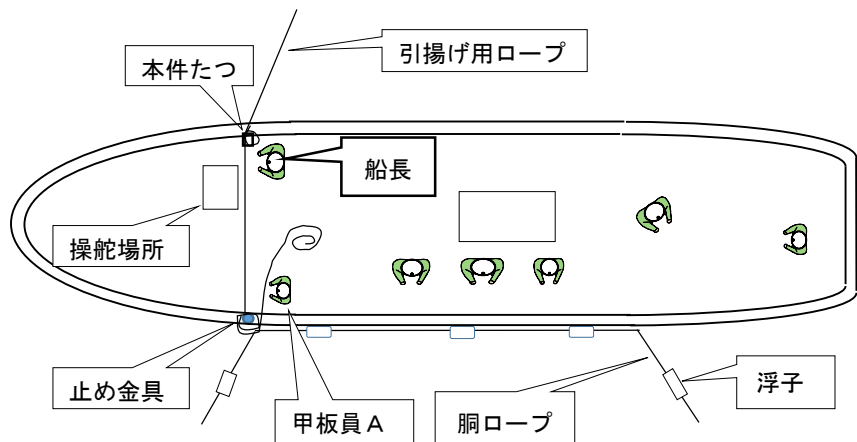 引揚げ用ロープ
本件たつ
船長
操舵場所
止め金具
甲板員A
胴ロープ
浮子